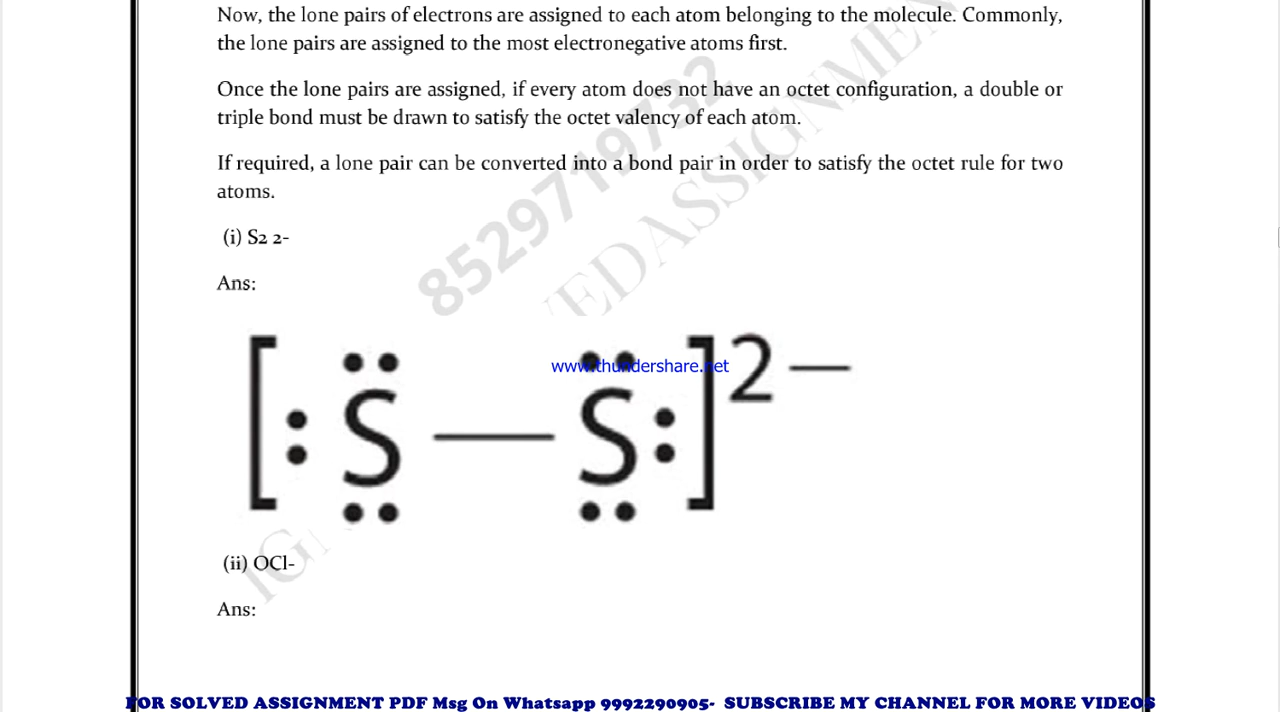 Now, the lone pairs of electrons are assigned to each atom belonging to the molecule. Commonly,
the lone pairs are assigned to the most electronegative atoms first.
Once the lone pairs are assigned, if every atom does not have an octet configuration, a double or
triple bond must be drawn to satisfy the octet valency of each atom.
If required, a lone pair can be converted into a bond pair in order to satisfy the octet rule for two
atoms.
8529719732
EDASSIGNMEN
(i) S2 2-
Ans:
[:S—S:]2−
www.thundershare.net
(ii) OCl-
IG
Ans:
FOR SOLVED ASSIGNMENT PDF Msg On Whatsapp 9992290905- SUBSCRIBE MY CHANNEL FOR MORE VIDEOS